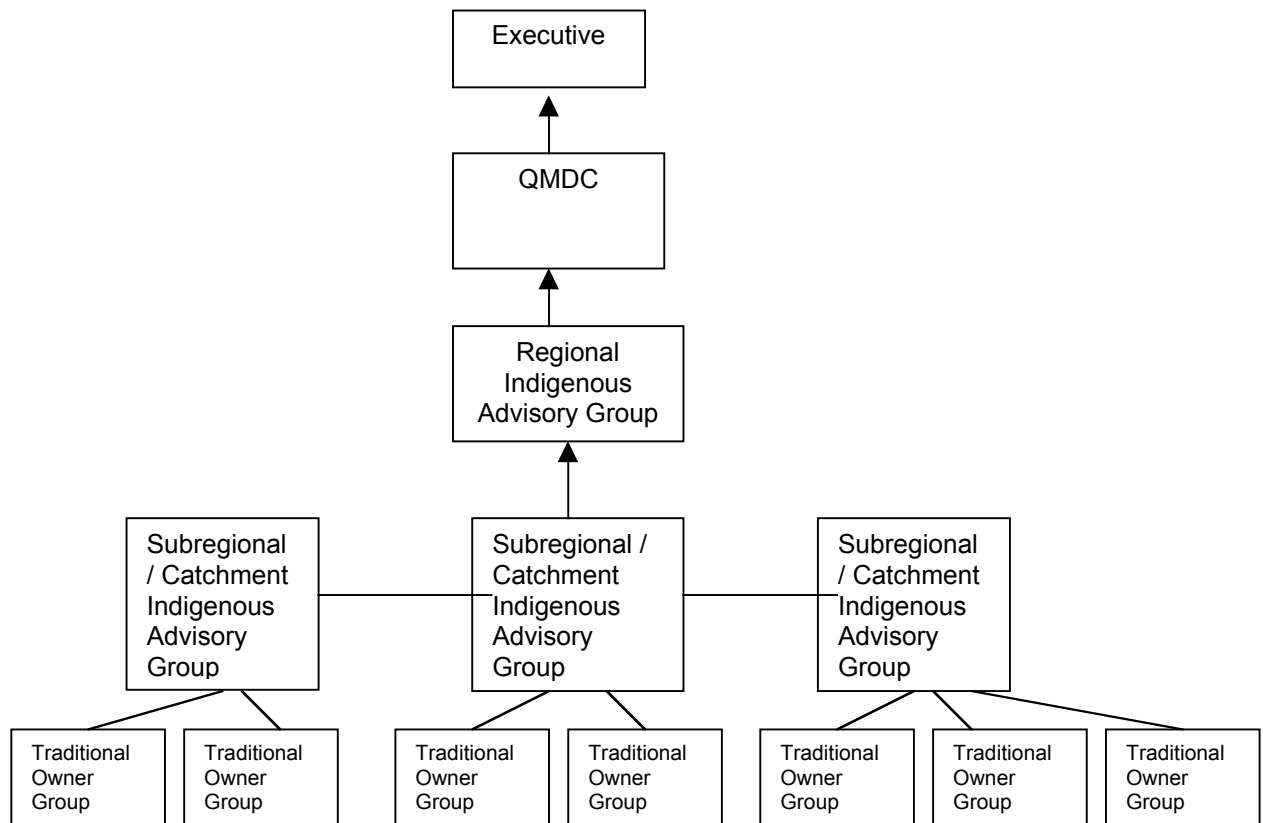 Executive
QMDC
Regional
Indigenous
Advisory Group
Subregional
/ Catchment
Indigenous
Advisory
Group
Subregional /
Catchment
Indigenous
Advisory
Group
Subregional
/ Catchment
Indigenous
Advisory
Group
Traditional
Owner
Group
Traditional
Owner
Group
Traditional
Owner
Group
Traditional
Owner
Group
Traditional
Owner
Group
Traditional
Owner
Group
Traditional
Owner
Group